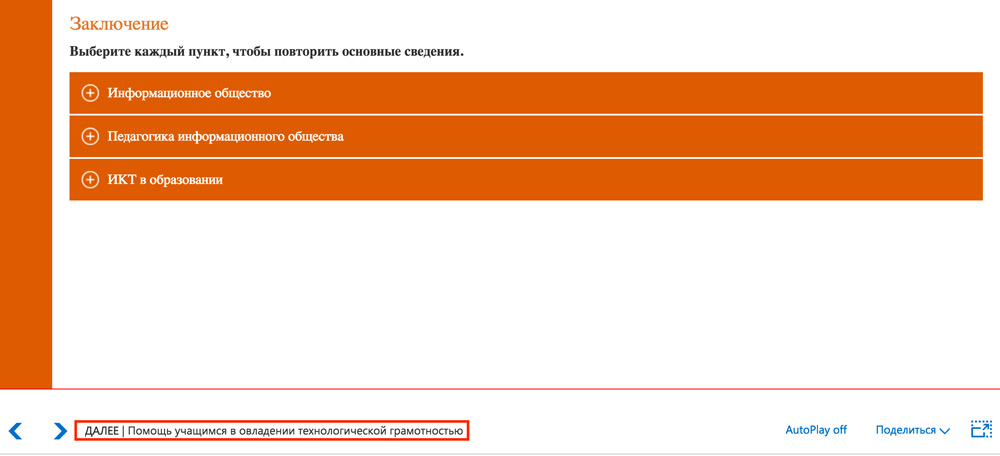 Заключение
Выберите каждый пункт, чтобы повторить основные сведения.
Информационное общество
Педагогика информационного общества
ИКТ в образовании
ДАЛЕЕ | Помощь учащимся в овладении технологической грамотностью
AutoPlay off
Поделиться